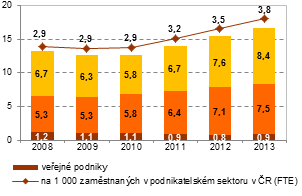 20
15
10
5
0
2,9 2,9 2,9 3,2 3,5 3,8
6,7 6,3 5,8 6,7 7,6 8,4
5,3 5,3 5,8 6,4 7,1 7,5
1,2 1,1 1,1 0,9 0,8 0,9
2008 2009 2010 2011 2012 2013
veřejné podniky
na 1 000 zaměstnaných v podnikatelském sektoru v ČR (FTE)